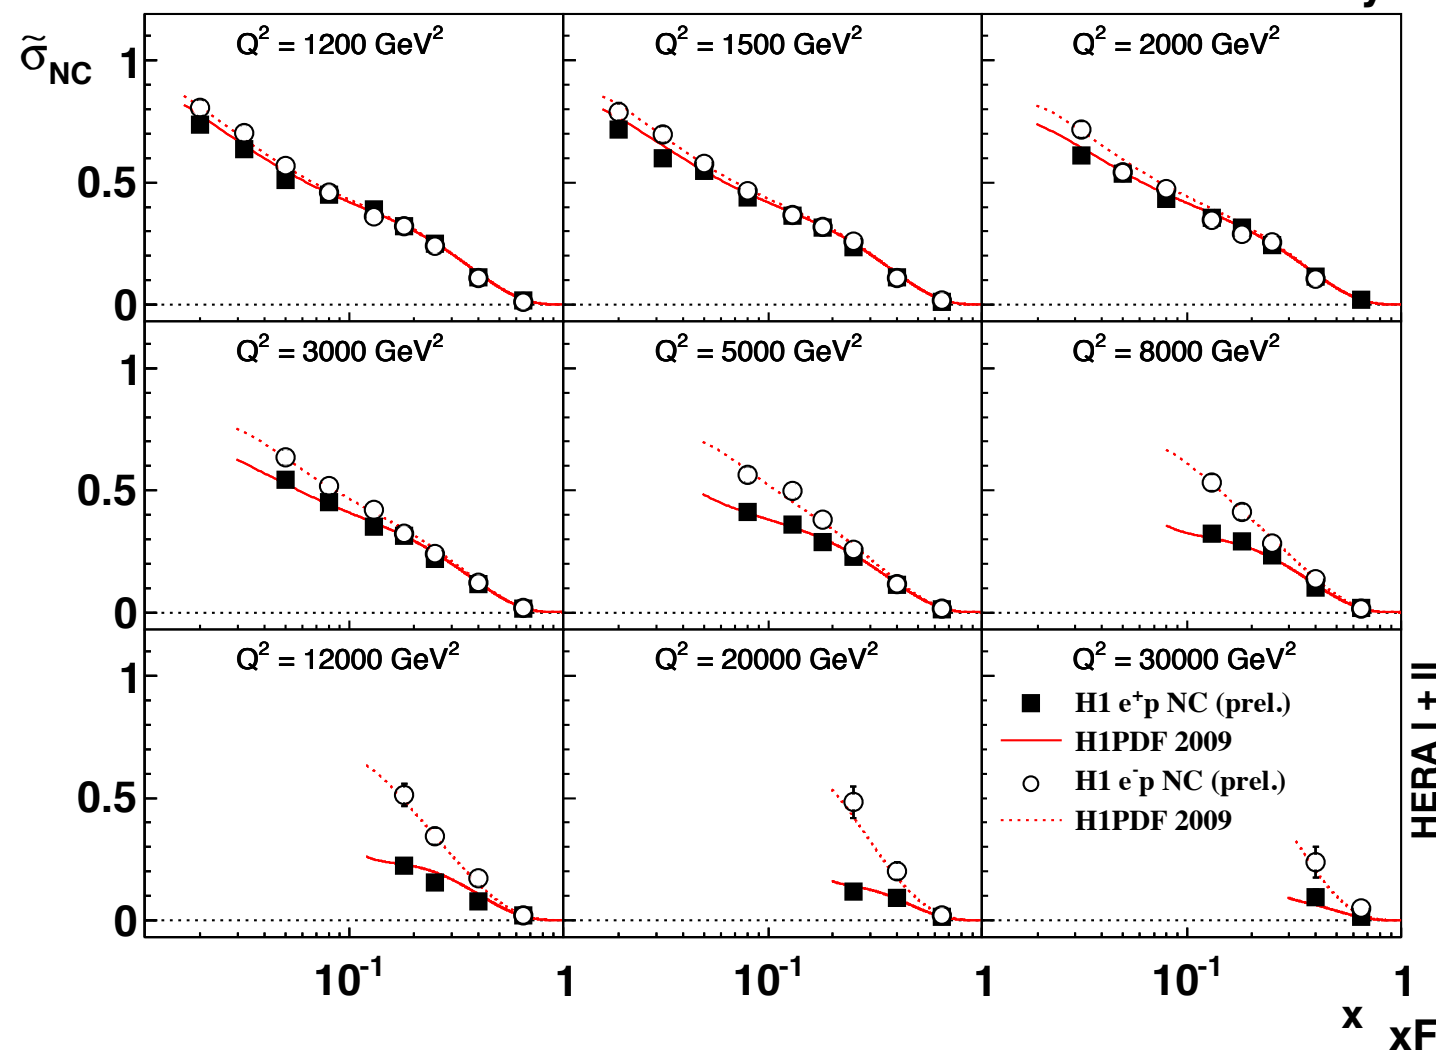 σ̃NC
Q² = 1200 GeV²
Q² = 1500 GeV²
Q² = 2000 GeV²
1
0.5
0
Q² = 3000 GeV²
Q² = 5000 GeV²
Q² = 8000 GeV²
1
0.5
0
Q² = 12000 GeV²
Q² = 20000 GeV²
Q² = 30000 GeV²
1
0.5
0
H1 e⁺p NC (prel.)
H1PDF 2009
H1 e⁻p NC (prel.)
H1PDF 2009
HERA I + II
10⁻¹ 1
10⁻¹ 1
10⁻¹ 1
x
xF